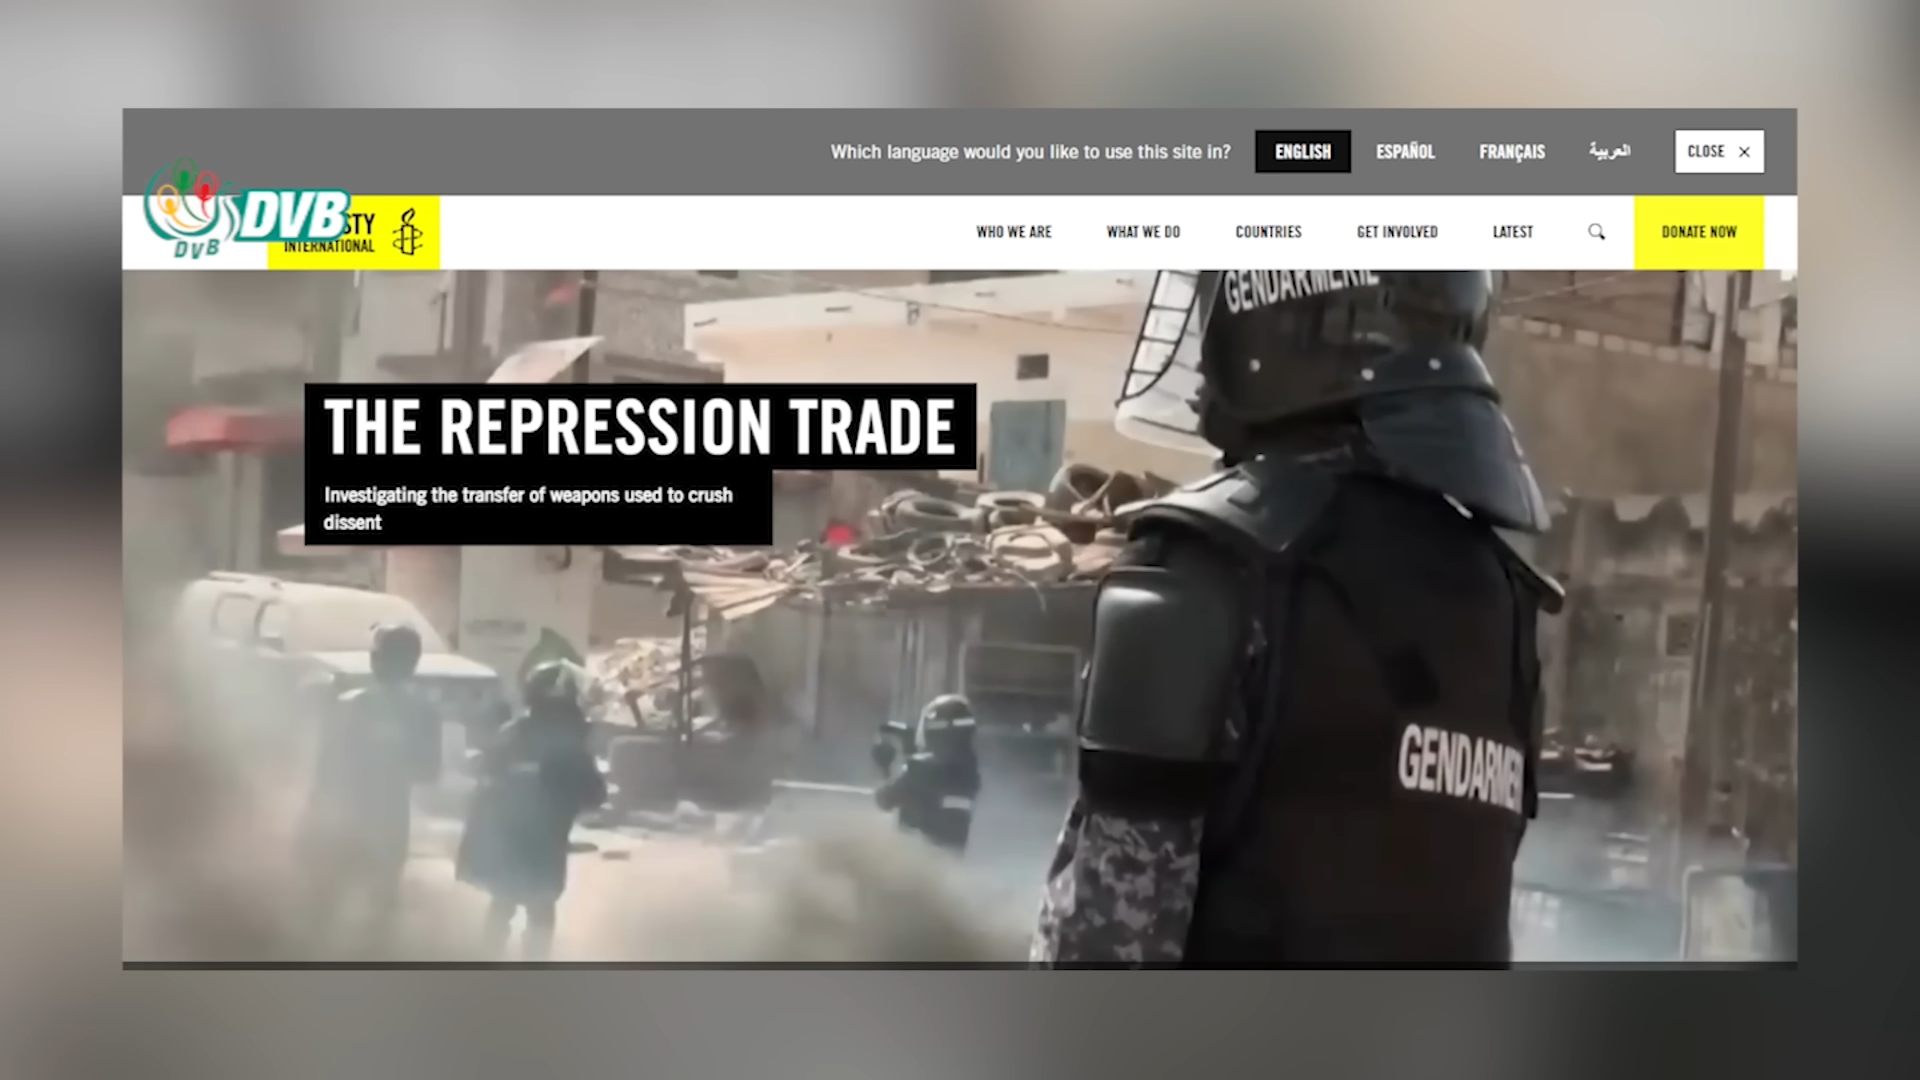 Which language would you like to use this site in? ENGLISH ESPAÑOL FRANÇAIS العربية CLOSE ×
DVB
DVB
INTERNATIONAL
WHO WE ARE WHAT WE DO COUNTRIES GET INVOLVED LATEST DONATE NOW
GENDARMERIE
THE REPRESSION TRADE
Investigating the transfer of weapons used to crush
dissent